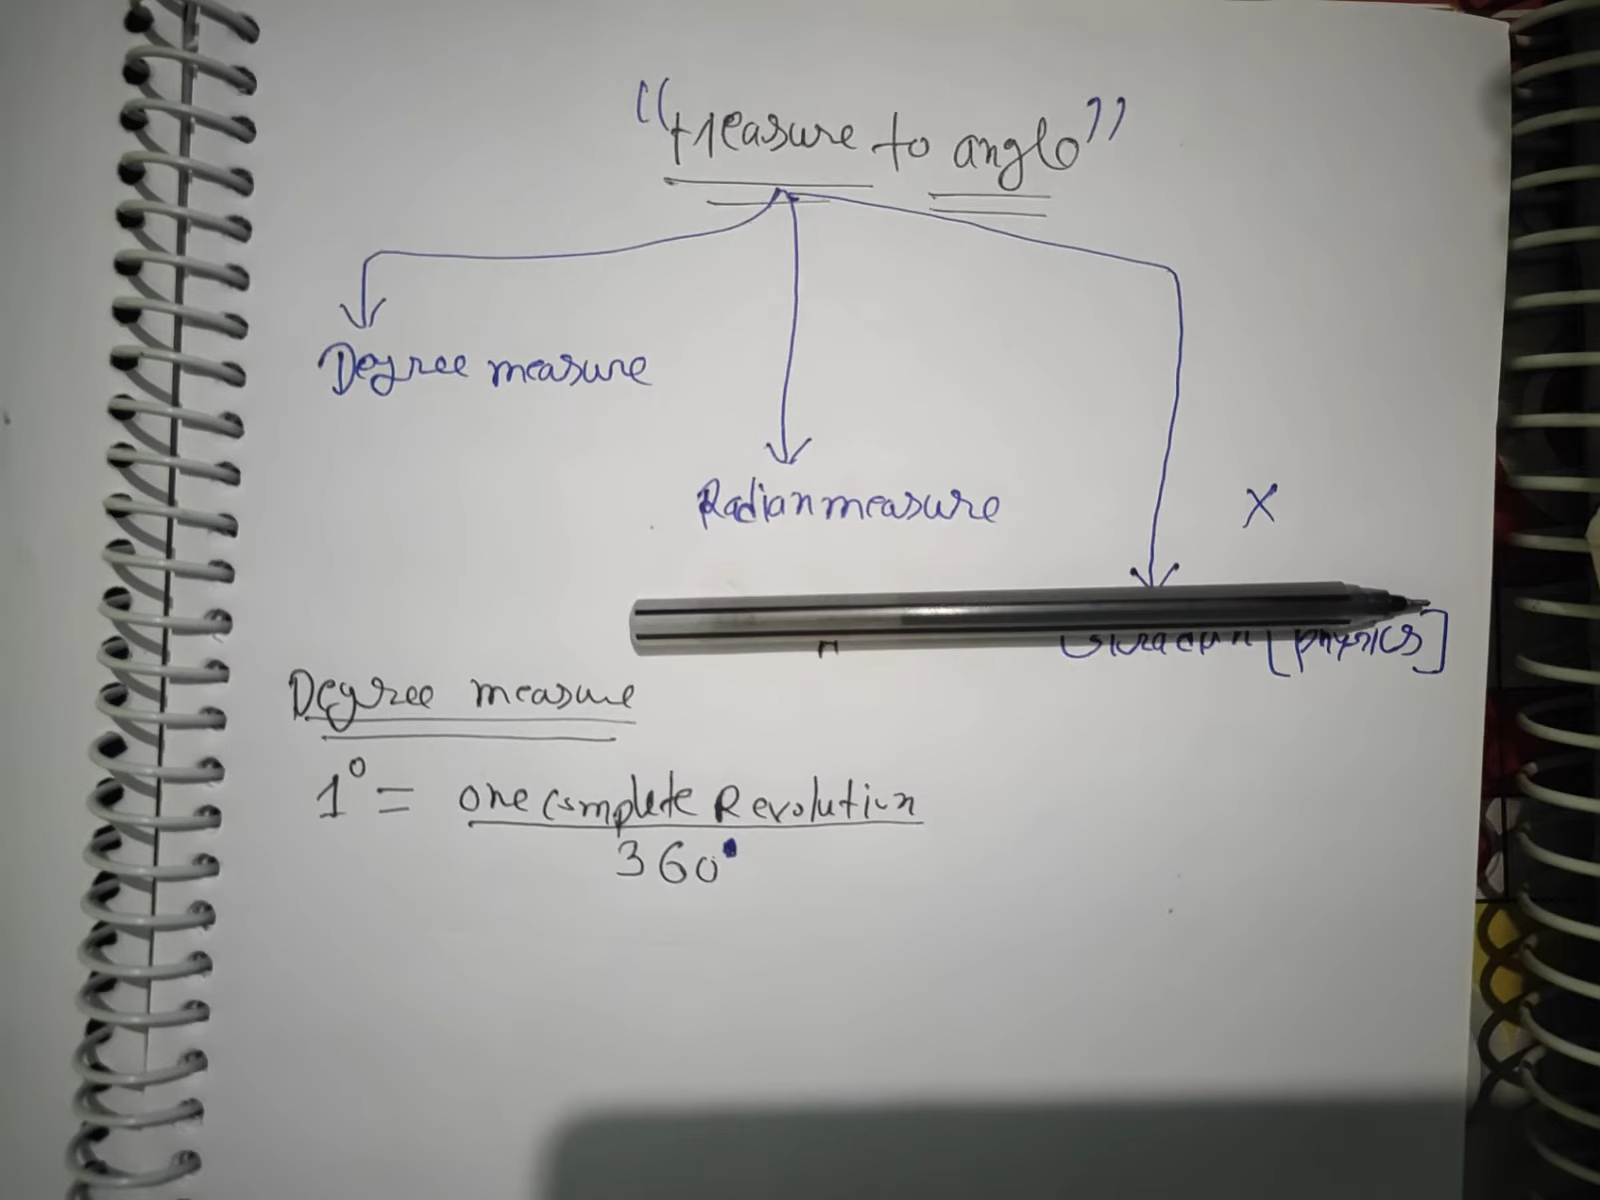 "Measure to angle"
Degree measure
Radian measure
X
[physics]
Degree measure
1° = one complete Revolution
360